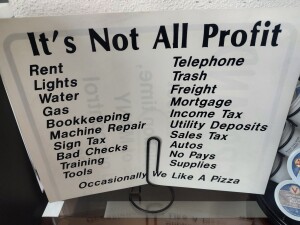 It's Not All Profit
Rent
Lights
Water
Gas
Bookkeeping
Machine Repair
Sign Tax
Bad Checks
Training
Tools
Telephone
Trash
Freight
Mortgage
Income Tax
Utility Deposits
Sales Tax
Autos
No Pays
Supplies
Occasionally We Like A Pizza